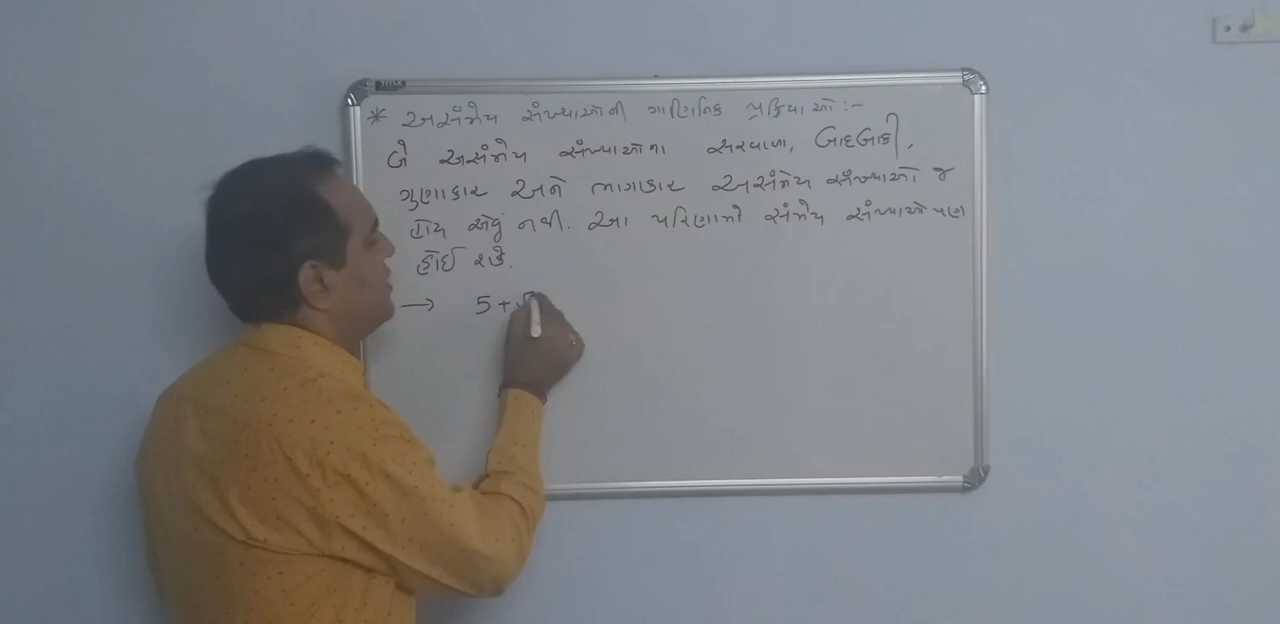 * અસંમેય સંખ્યાઓની ગાણિતિક પ્રક્રિયાઓ :-
બે અસંમેય સંખ્યાઓના સરવાળા, બાદબાકી,
ગુણાકાર અને ભાગાકાર અસંમેય સંખ્યાઓ જ
હોય એવું નથી. આ પરિણામો સંમેય સંખ્યાઓ પણ
હોઈ શકે.
→ 5+√